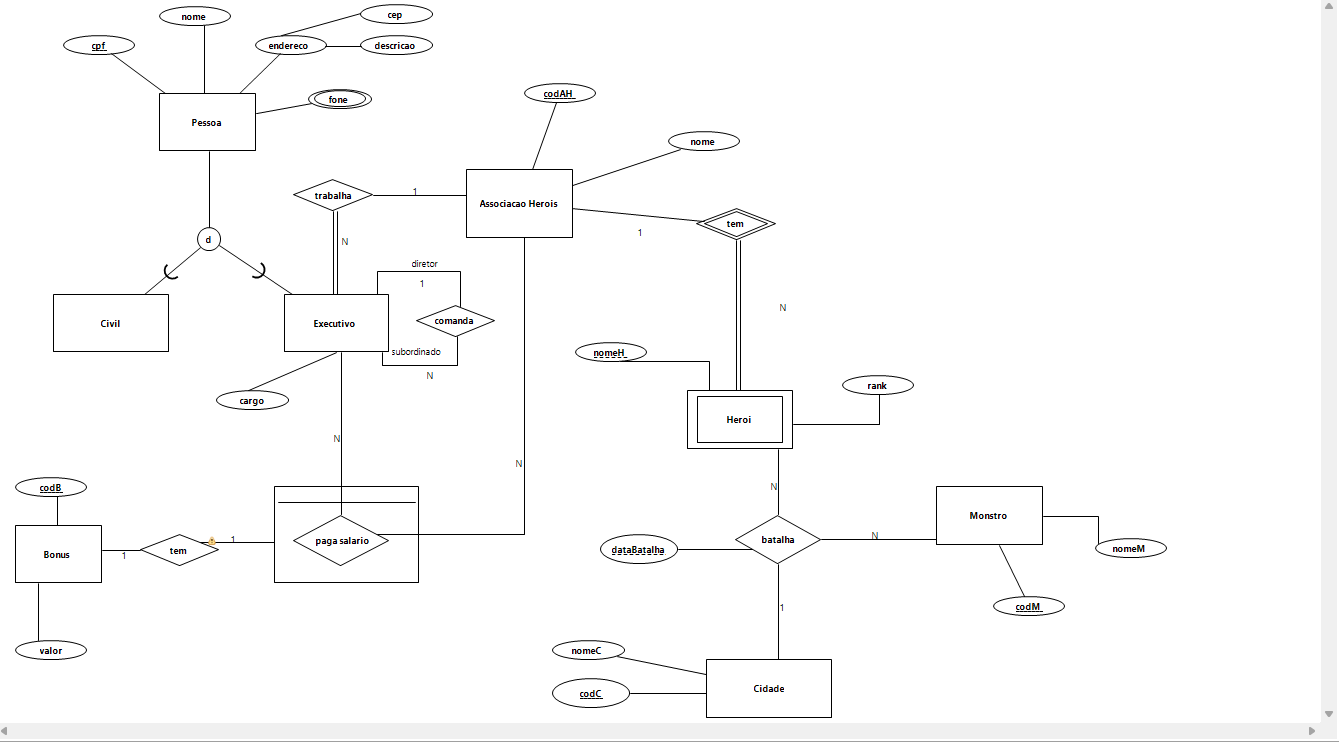 nome
cep
cpf
endereco
descricao
fone
Pessoa
codAH
nome
trabalha
1
Associacao Herois
tem
1
N
d
diretor
1
N
Civil
Executivo
comanda
subordinado
N
nomeH
rank
cargo
Heroi
N
N
codB
N
Monstro
Bonus
1
tem
1
paga salario
dataBatalha
batalha
N
nomeM
codM
1
valor
nomeC
codC
Cidade